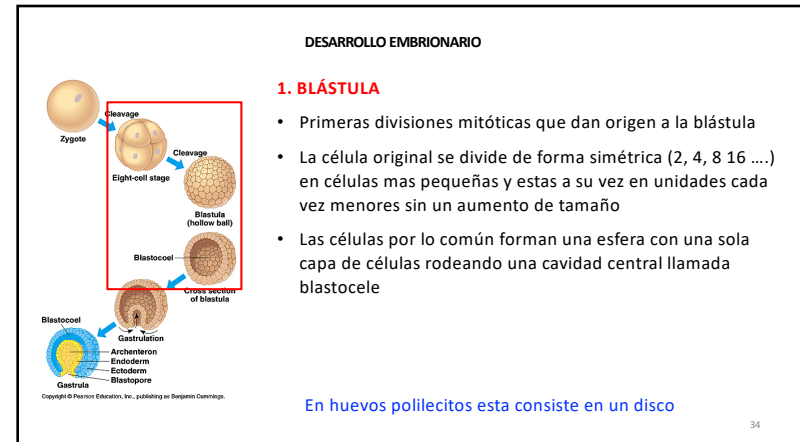 DESARROLLO EMBRIONARIO
1. BLÁSTULA
• Primeras divisiones mitóticas que dan origen a la blástula
• La célula original se divide de forma simétrica (2, 4, 8 16 ....)
en células mas pequeñas y estas a su vez en unidades cada
vez menores sin un aumento de tamaño
• Las células por lo común forman una esfera con una sola
capa de células rodeando una cavidad central llamada
blastocele
Cleavage
Zygote
Cleavage
Eight-cell stage
Blastula
(hollow ball)
Blastocoel
Cross section
of blastula
Gastrulation
Blastocoel
Archenteron
Endoderm
Ectoderm
Blastopore
Gastrula
Copyright © Pearson Education, Inc., publishing as Benjamin Cummings.
En huevos polilecitos esta consiste en un disco
34